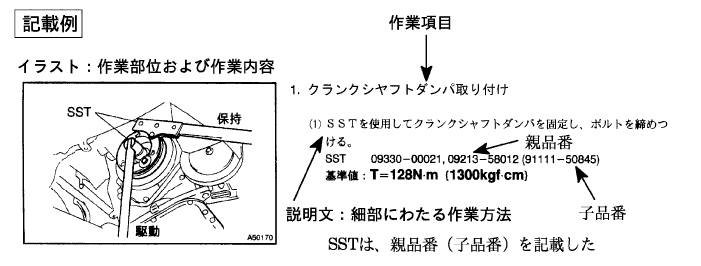 記載例
作業項目
イラスト：作業部位および作業内容
1. クランクシヤフトダンパ取り付け
SST
保持
駆動
A50170
(1) ＳＳＴを使用してクランクシャフトダンパを固定し、ボルトを締めつ
ける。
親品番
SST 09330−00021, 09213−58012 (91111−50845)
基準値：T＝128N·m {1300kgf·cm}
説明文：細部にわたる作業方法
子品番
SSTは、親品番（子品番）を記載した